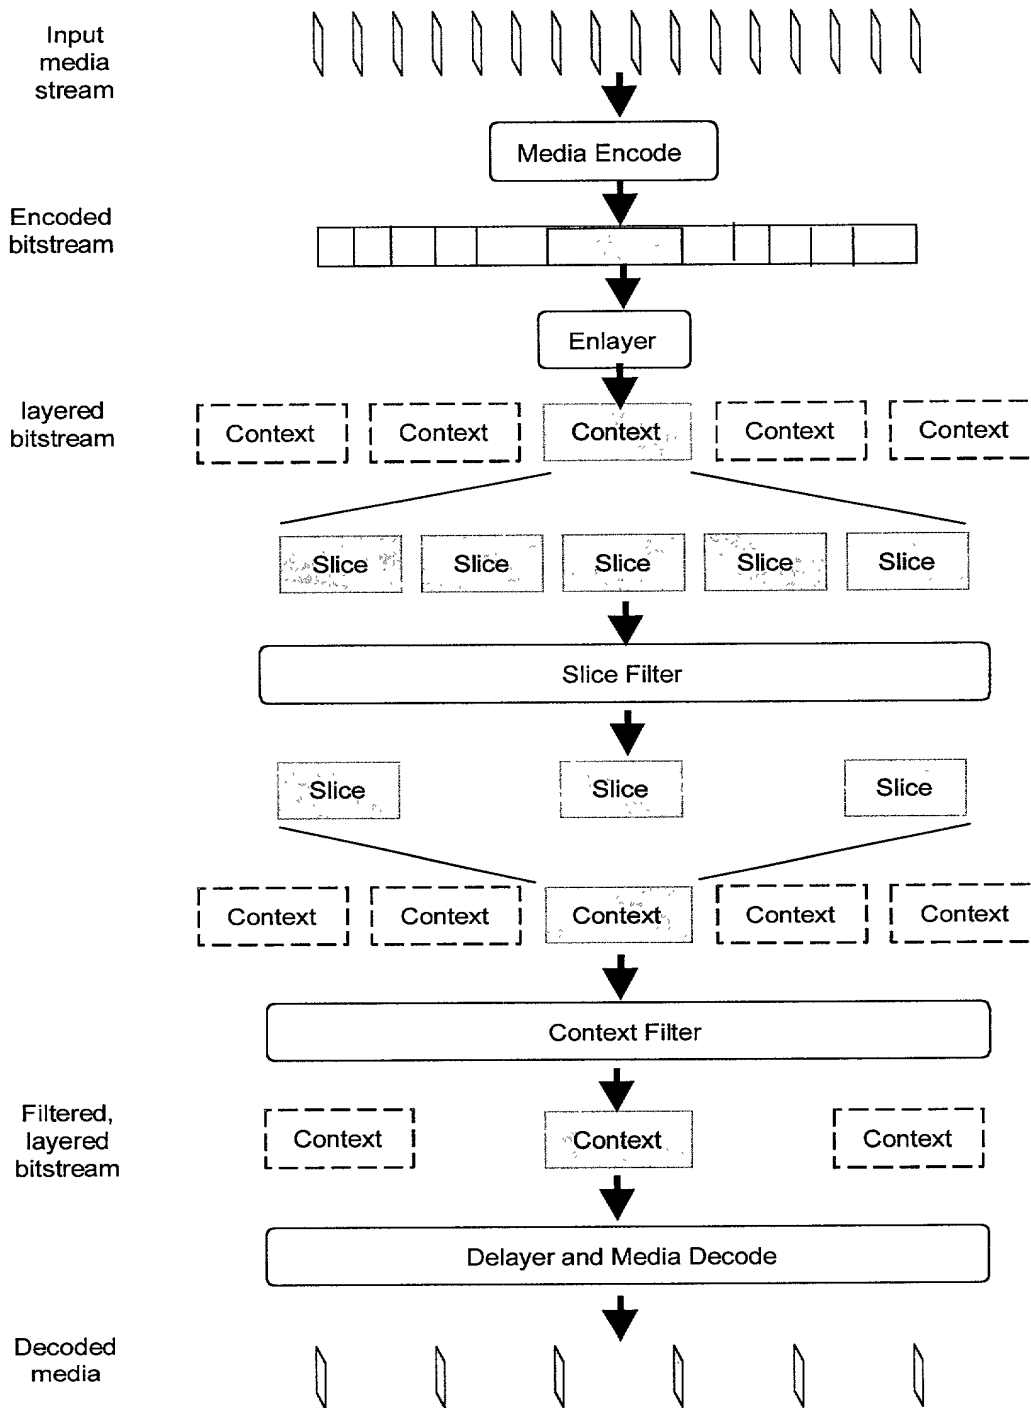 Input
media
stream
Media Encode
Encoded
bitstream
Enlayer
layered
bitstream
Context Context Context Context Context
Slice Slice Slice Slice Slice
Slice Filter
Slice Slice Slice
Context Context Context Context Context
Context Filter
Filtered,
layered
bitstream
Context Context Context
Delayer and Media Decode
Decoded
media